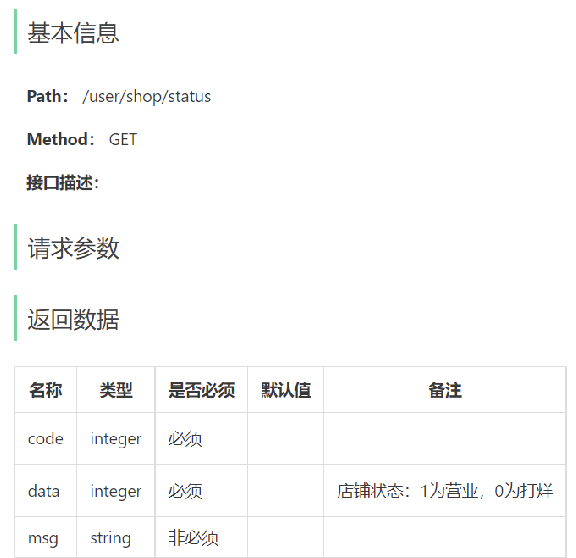 基本信息
Path： /user/shop/status
Method： GET
接口描述：
请求参数
返回数据
名称 类型 是否必须 默认值 备注
code integer 必须
data integer 必须 店铺状态：1为营业，0为打烊
msg string 非必须